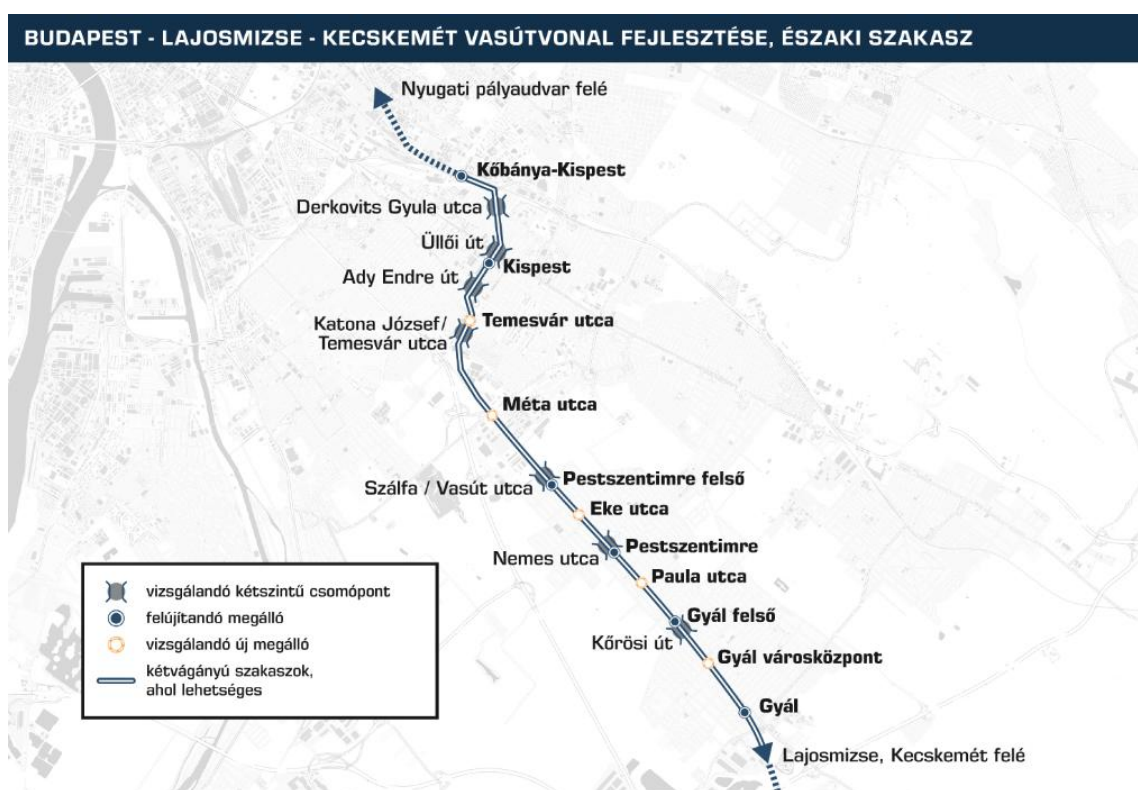 BUDAPEST - LAJOSMIZSE - KECSKEMÉT VASÚTVONAL FEJLESZTÉSE, ÉSZAKI SZAKASZ
Nyugati pályaudvar felé
Kőbánya-Kispest
Derkovits Gyula utca
Üllői út
Kispest
Ady Endre út
Temesvár utca
Katona József/
Temesvár utca
Méta utca
Pestszentimre felső
Szálfa / Vasút utca
Eke utca
Pestszentimre
Nemes utca
Paula utca
Gyál felső
Kőrösi út
Gyál városközpont
Gyál
Lajosmizse, Kecskemét felé
vizsgálandó kétszintű csomópont
felújítandó megálló
vizsgálandó új megálló
kétvágányú szakaszok,
ahol lehetséges